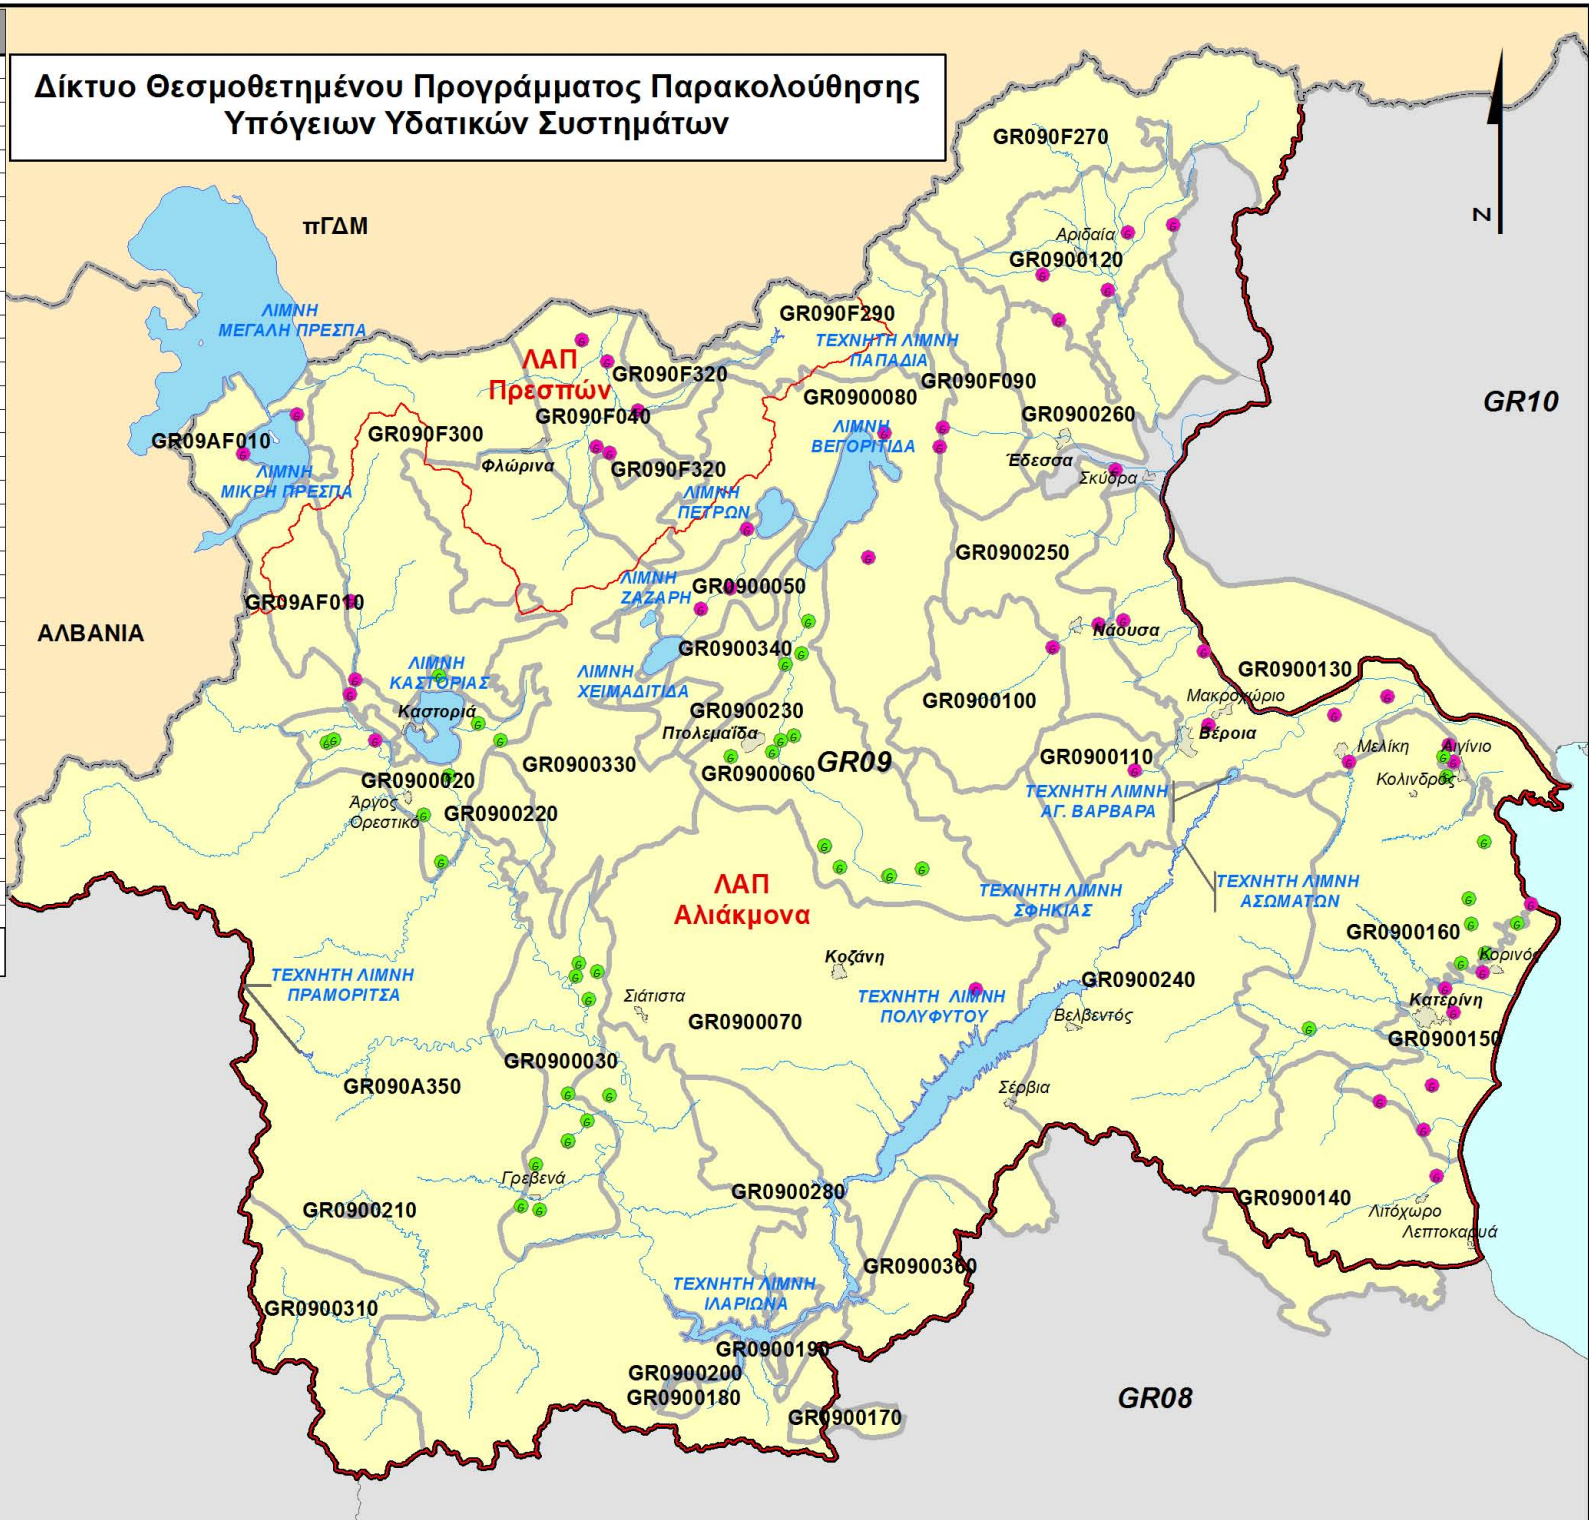 Δίκτυο Θεσμοθετημένου Προγράμματος Παρακολούθησης
Υπόγειων Υδατικών Συστημάτων
GR090F270
Z
πΓΔΜ
Αριδαία
GR0900120
ΛΙΜΝΗ
ΜΕΓΑΛΗ ΠΡΕΣΠΑ
GR090F290
ΤΕΧΝΗΤΗ ΛΙΜΝΗ
ΠΑΠΑΔΙΑ
ΛΑΠ
Πρεσπών
GR090F320
GR090F090
GR0900080
GR10
GR090F040
GR0900260
GR09AF010
GR090F300
ΛΙΜΝΗ
ΒΕΓΟΡΙΤΙΔΑ
Φλώρινα
GR090F320
Έδεσσα
Σκύδρα
ΛΙΜΝΗ
ΜΙΚΡΗ ΠΡΕΣΠΑ
ΛΙΜΝΗ
ΠΕΤΡΩΝ
GR0900250
ΛΙΜΝΗ
ΖΑΖΑΡΗ
GR0900050
GR09AF010
ΑΛΒΑΝΙΑ
Νάουσα
GR0900340
ΛΙΜΝΗ
ΚΑΣΤΟΡΙΑΣ
ΛΙΜΝΗ
ΧΕΙΜΑΔΙΤΙΔΑ
GR0900130
Μακροχώριο
GR0900100
Καστοριά
GR0900230
Πτολεμαΐδα
Βέροια
Μελίκη
Αιγίνιο
GR0900110
GR0900330
GR0900060
GR09
GR0900020
Κολινδρός
ΤΕΧΝΗΤΗ ΛΙΜΝΗ
ΑΓ. ΒΑΡΒΑΡΑ
Άργος
Ορεστικό
GR0900220
ΛΑΠ
Αλιάκμονα
ΤΕΧΝΗΤΗ ΛΙΜΝΗ
ΣΦΗΚΙΑΣ
ΤΕΧΝΗΤΗ ΛΙΜΝΗ
ΑΣΩΜΑΤΩΝ
GR0900160
Κορινός
Κοζάνη
ΤΕΧΝΗΤΗ ΛΙΜΝΗ
ΠΡΑΜΟΡΙΤΣΑ
GR0900240
Σιάτιστα
ΤΕΧΝΗΤΗ ΛΙΜΝΗ
ΠΟΛΥΦΥΤΟΥ
Κατερίνη
Βελβεντός
GR0900070
GR0900150
GR0900030
GR090A350
Σέρβια
Γρεβενά
GR0900280
GR0900140
GR0900210
Λιτόχωρο
Λεπτοκαρυά
GR0900360
ΤΕΧΝΗΤΗ ΛΙΜΝΗ
ΙΛΑΡΙΩΝΑ
GR0900310
GR0900190
GR0900200
GR0900180
GR08
GR0900170